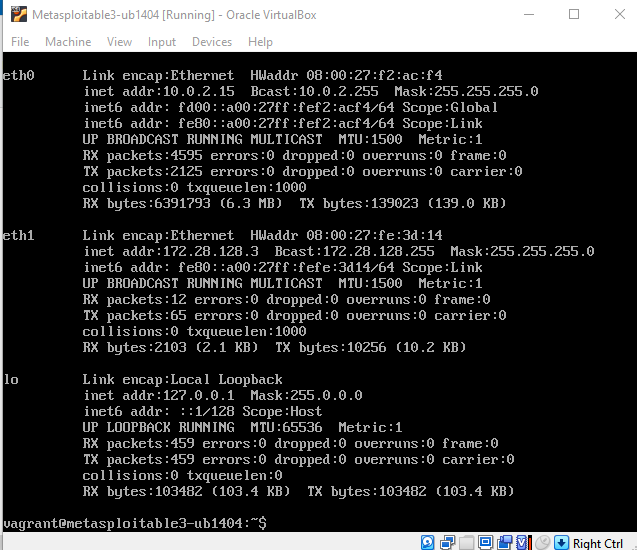 Metasploitable3-ub1404 [Running] - Oracle VirtualBox
File Machine View Input Devices Help
eth0 Link encap:Ethernet HWaddr 08:00:27:f2:ac:f4
inet addr:10.0.2.15 Bcast:10.0.2.255 Mask:255.255.255.0
inet6 addr: fd00::a00:27ff:fef2:acf4/64 Scope:Global
inet6 addr: fe80::a00:27ff:fef2:acf4/64 Scope:Link
UP BROADCAST RUNNING MULTICAST MTU:1500 Metric:1
RX packets:4595 errors:0 dropped:0 overruns:0 frame:0
TX packets:2125 errors:0 dropped:0 overruns:0 carrier:0
collisions:0 txqueuelen:1000
RX bytes:6391793 (6.3 MB) TX bytes:139023 (139.0 KB)
eth1 Link encap:Ethernet HWaddr 08:00:27:fe:3d:14
inet addr:172.28.128.3 Bcast:172.28.128.255 Mask:255.255.255.0
inet6 addr: fe80::a00:27ff:fefe:3d14/64 Scope:Link
UP BROADCAST RUNNING MULTICAST MTU:1500 Metric:1
RX packets:12 errors:0 dropped:0 overruns:0 frame:0
TX packets:65 errors:0 dropped:0 overruns:0 carrier:0
collisions:0 txqueuelen:1000
RX bytes:2103 (2.1 KB) TX bytes:10256 (10.2 KB)
lo Link encap:Local Loopback
inet addr:127.0.0.1 Mask:255.0.0.0
inet6 addr: ::1/128 Scope:Host
UP LOOPBACK RUNNING MTU:65536 Metric:1
RX packets:459 errors:0 dropped:0 overruns:0 frame:0
TX packets:459 errors:0 dropped:0 overruns:0 carrier:0
collisions:0 txqueuelen:0
RX bytes:103482 (103.4 KB) TX bytes:103482 (103.4 KB)
vagrant@metasploitable3-ub1404:~$
Right Ctrl